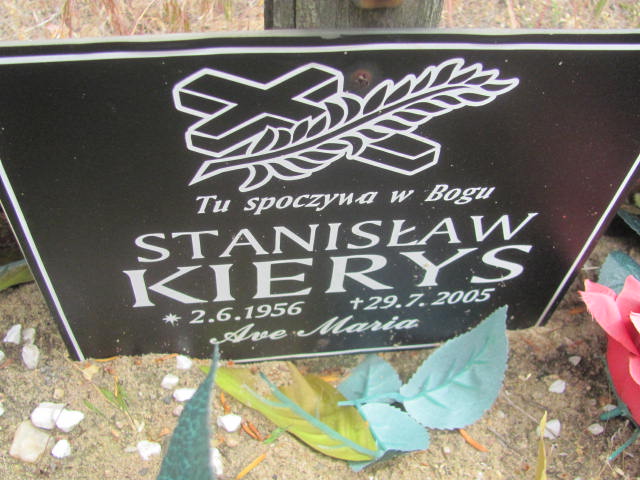 Tu spoczywa w Bogu
STANISŁAW
KIERYS
* 2.6.1956 †29.7.2005
Ave Maria